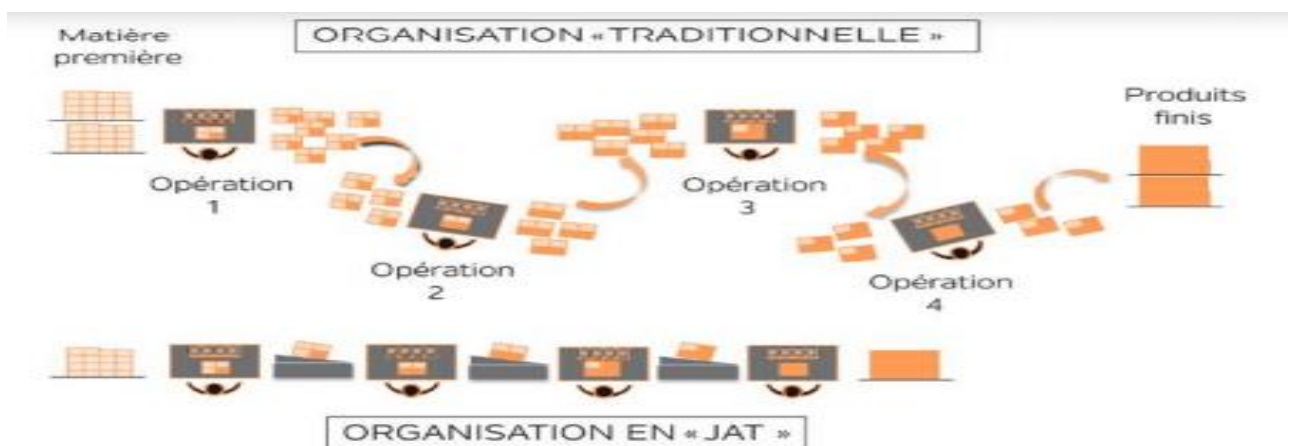 Matière
première
ORGANISATION « TRADITIONNELLE »
Produits
finis
Opération
1
Opération
2
Opération
3
Opération
4
ORGANISATION EN « JAT »